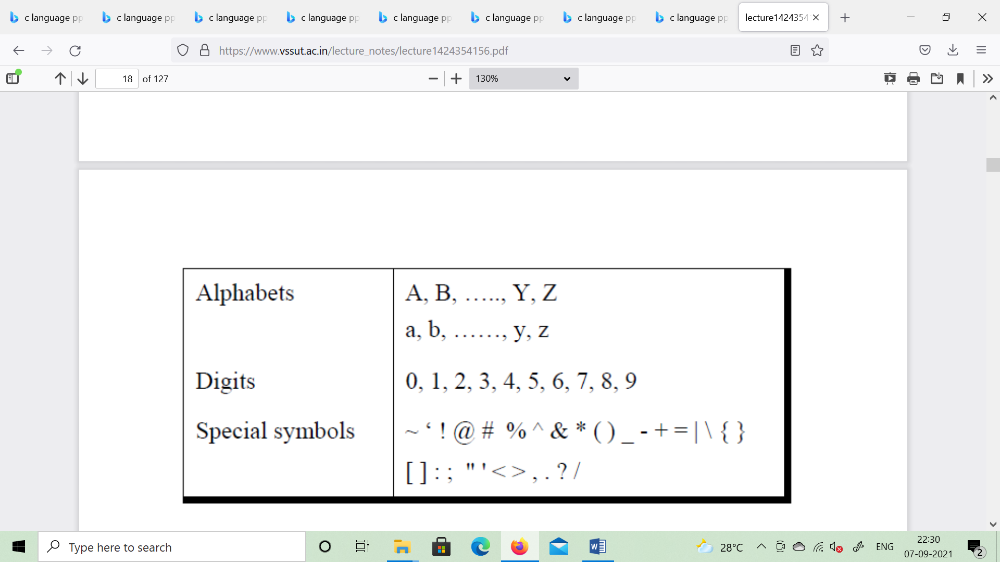 c language pp c language pp c language pp c language pp c language pp c language pp c language pp c language pp lecture1424354
https://www.vssut.ac.in/lecture_notes/lecture1424354156.pdf
18 of 127 130%
Alphabets A, B, ….., Y, Z
a, b, ……, y, z
Digits 0, 1, 2, 3, 4, 5, 6, 7, 8, 9
Special symbols ~ ‘ ! @ # % ^ & * ( ) _ - + = | \ { }
[ ] : ; " ' < > , . ? /
Type here to search 28°C ENG 22:30
07-09-2021 2